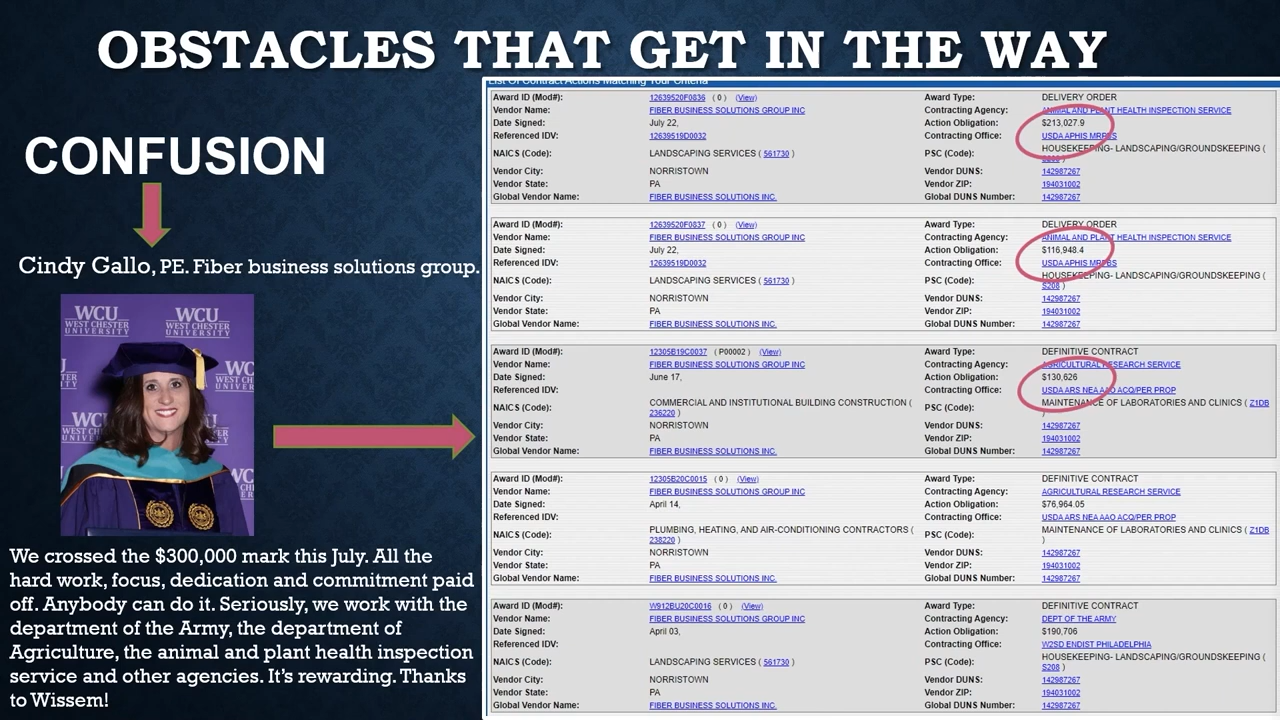 OBSTACLES THAT GET IN THE WAY
CONFUSION
Cindy Gallo, PE. Fiber business solutions group.
WCU WCU
WEST CHESTER UNIVERSITY WEST CHESTER UNIVERSITY
We crossed the $300,000 mark this July. All the
hard work, focus, dedication and commitment paid
off. Anybody can do it. Seriously, we work with the
department of the Army, the department of
Agriculture, the animal and plant health inspection
service and other agencies. It's rewarding. Thanks
to Wissem!
List Of Contract Actions Matching Your Criteria
Award ID (Mod#): 12639520F0836 ( 0 ) (View) Award Type: DELIVERY ORDER
Vendor Name: FIBER BUSINESS SOLUTIONS GROUP INC Contracting Agency: ANIMAL AND PLANT HEALTH INSPECTION SERVICE
Date Signed: July 22, Action Obligation: $213,027.9
Referenced IDV: 12639519D0032 Contracting Office: USDA APHIS MRPBS
NAICS (Code): LANDSCAPING SERVICES ( 561730 ) PSC (Code): HOUSEKEEPING- LANDSCAPING/GROUNDSKEEPING (
S208 )
Vendor City: NORRISTOWN Vendor DUNS: 142987267
Vendor State: PA Vendor ZIP: 194031002
Global Vendor Name: FIBER BUSINESS SOLUTIONS INC. Global DUNS Number: 142987267
Award ID (Mod#): 12639520F0837 ( 0 ) (View) Award Type: DELIVERY ORDER
Vendor Name: FIBER BUSINESS SOLUTIONS GROUP INC Contracting Agency: ANIMAL AND PLANT HEALTH INSPECTION SERVICE
Date Signed: July 22, Action Obligation: $116,948.4
Referenced IDV: 12639519D0032 Contracting Office: USDA APHIS MRPBS
NAICS (Code): LANDSCAPING SERVICES ( 561730 ) PSC (Code): HOUSEKEEPING- LANDSCAPING/GROUNDSKEEPING (
S208 )
Vendor City: NORRISTOWN Vendor DUNS: 142987267
Vendor State: PA Vendor ZIP: 194031002
Global Vendor Name: FIBER BUSINESS SOLUTIONS INC. Global DUNS Number: 142987267
Award ID (Mod#): 12305B19C0037 ( P00002 ) (View) Award Type: DEFINITIVE CONTRACT
Vendor Name: FIBER BUSINESS SOLUTIONS GROUP INC Contracting Agency: AGRICULTURAL RESEARCH SERVICE
Date Signed: June 17, Action Obligation: $130,626
Referenced IDV: Contracting Office: USDA ARS NEA AAO ACQ/PER PROP
NAICS (Code): COMMERCIAL AND INSTITUTIONAL BUILDING CONSTRUCTION ( PSC (Code): MAINTENANCE OF LABORATORIES AND CLINICS ( Z1DB
236220 ) )
Vendor City: NORRISTOWN Vendor DUNS: 142987267
Vendor State: PA Vendor ZIP: 194031002
Global Vendor Name: FIBER BUSINESS SOLUTIONS INC. Global DUNS Number: 142987267
Award ID (Mod#): 12305B20C0015 ( 0 ) (View) Award Type: DEFINITIVE CONTRACT
Vendor Name: FIBER BUSINESS SOLUTIONS GROUP INC Contracting Agency: AGRICULTURAL RESEARCH SERVICE
Date Signed: April 14, Action Obligation: $76,964.05
Referenced IDV: Contracting Office: USDA ARS NEA AAO ACQ/PER PROP
NAICS (Code): PLUMBING, HEATING, AND AIR-CONDITIONING CONTRACTORS ( PSC (Code): MAINTENANCE OF LABORATORIES AND CLINICS ( Z1DB
238220 ) )
Vendor City: NORRISTOWN Vendor DUNS: 142987267
Vendor State: PA Vendor ZIP: 194031002
Global Vendor Name: FIBER BUSINESS SOLUTIONS INC. Global DUNS Number: 142987267
Award ID (Mod#): W912BU20C0016 ( 0 ) (View) Award Type: DEFINITIVE CONTRACT
Vendor Name: FIBER BUSINESS SOLUTIONS GROUP INC Contracting Agency: DEPT OF THE ARMY
Date Signed: April 03, Action Obligation: $190,706
Referenced IDV: Contracting Office: W2SD ENDIST PHILADELPHIA
NAICS (Code): LANDSCAPING SERVICES ( 561730 ) PSC (Code): HOUSEKEEPING- LANDSCAPING/GROUNDSKEEPING (
S208 )
Vendor City: NORRISTOWN Vendor DUNS: 142987267
Vendor State: PA Vendor ZIP: 194031002
Global Vendor Name: FIBER BUSINESS SOLUTIONS INC. Global DUNS Number: 142987267